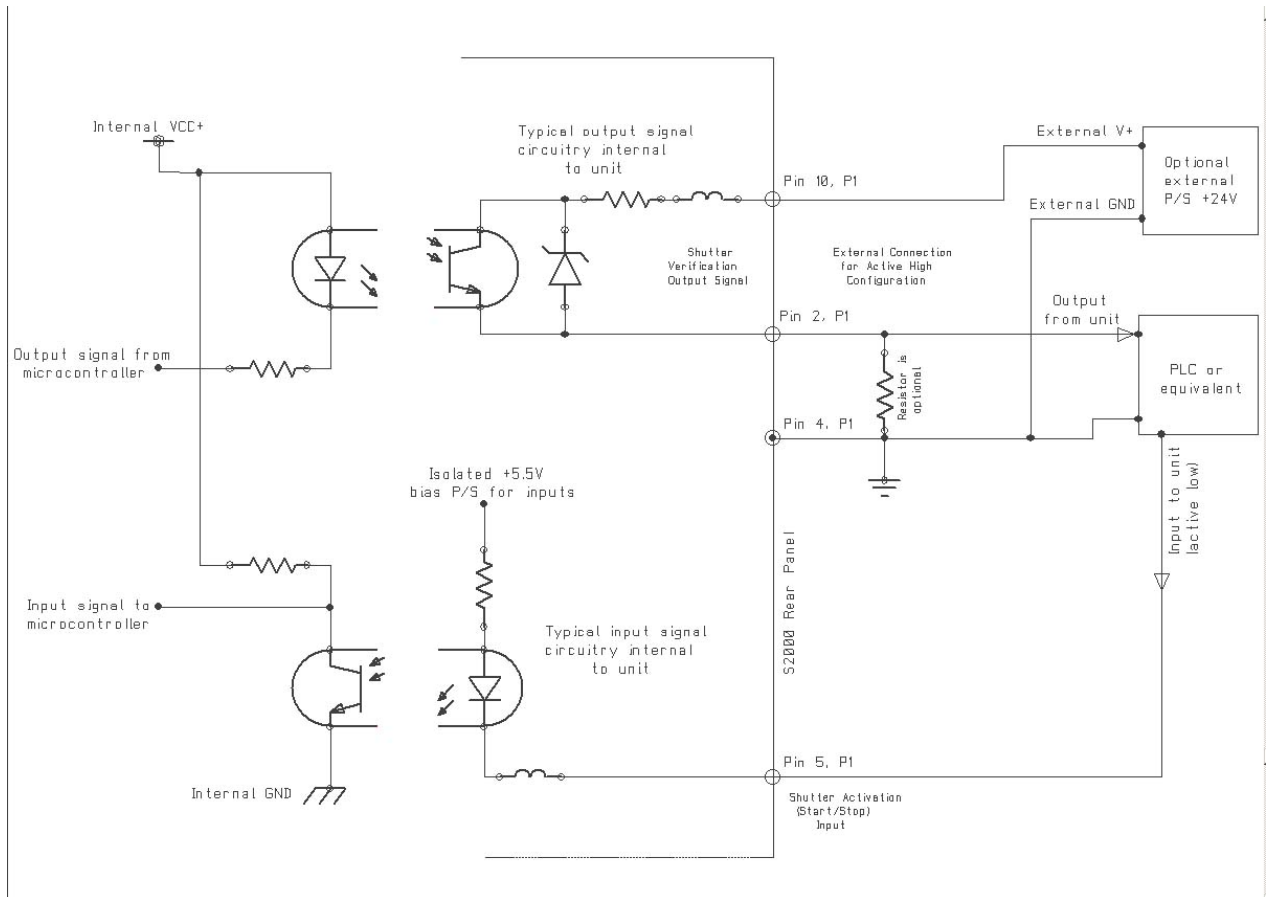 Internal VCC+
Typical output signal
circuitry internal
to unit
Pin 10, P1
External V+
Optional
external
P/S +24V
External GND
Shutter
Verification
Output Signal
External Connection
for Active High
Configuration
Pin 2, P1
Output
from unit
Output signal from
microcontroller
Resistor is
optional
PLC or
equivalent
Pin 4, P1
Isolated +5.5V
bias P/S for inputs
Input to unit
(active low)
S2000 Rear Panel
Input signal to
microcontroller
Typical input signal
circuitry internal
to unit
Pin 5, P1
Internal GND
Shutter Activation
(Start/Stop)
Input